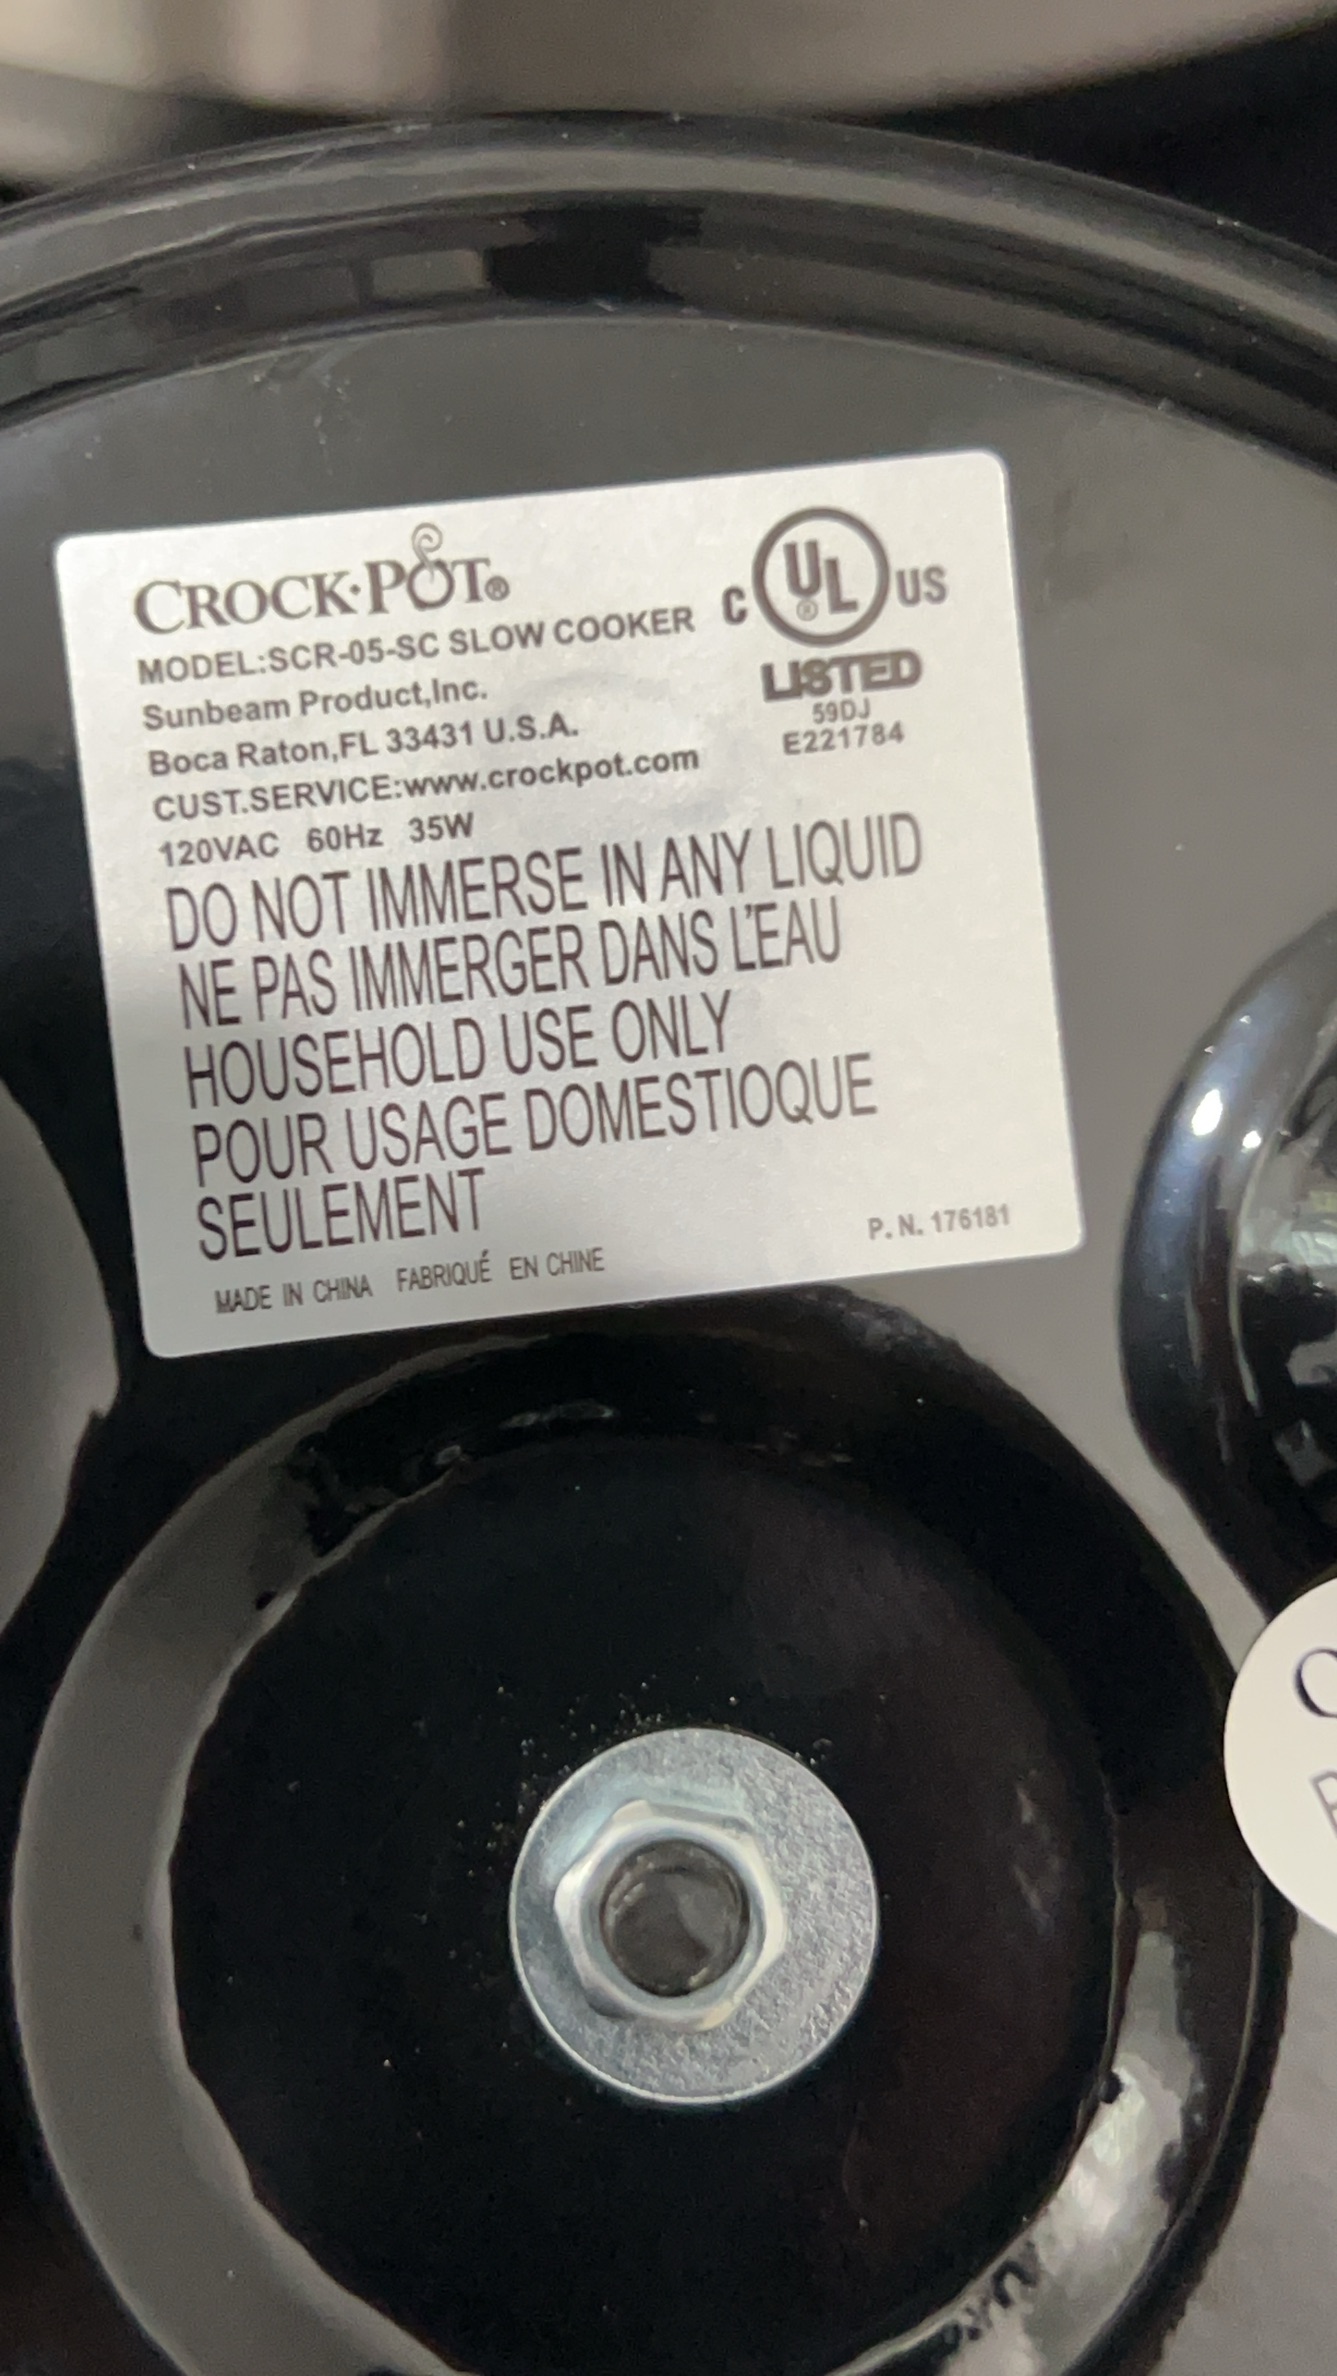 CROCK·POT®
MODEL:SCR-05-SC SLOW COOKER
Sunbeam Product,Inc.
Boca Raton,FL 33431 U.S.A.
CUST.SERVICE:www.crockpot.com
120VAC 60Hz 35W
C UL® US
LISTED
59DJ
E221784
DO NOT IMMERSE IN ANY LIQUID
NE PAS IMMERGER DANS L'EAU
HOUSEHOLD USE ONLY
POUR USAGE DOMESTIOQUE
SEULEMENT
MADE IN CHINA FABRIQUÉ EN CHINE
P. N. 176181